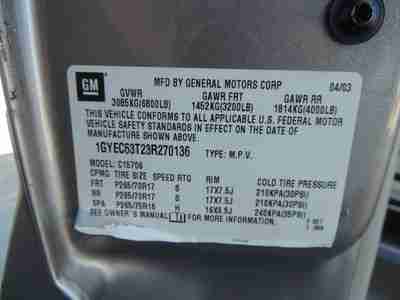 GM
MFD BY GENERAL MOTORS CORP 04/03
GVWR GAWR FRT GAWR RR
3085KG(6800LB) 1452KG(3200LB) 1814KG(4000LB)
THIS VEHICLE CONFORMS TO ALL APPLICABLE U.S. FEDERAL MOTOR
VEHICLE SAFETY STANDARDS IN EFFECT ON THE DATE OF
MANUFACTURE SHOWN ABOVE.
1GYEC63T23R270136 TYPE: M.P.V.
MODEL: C15706
CPMG TIRE SIZE SPEED RTG RIM COLD TIRE PRESSURE
FRT P265/70R17 S 17X7.5J 210KPA(30PSI)
RR P265/70R17 S 17X7.5J 210KPA(30PSI)
SPA P265/75R16 16X6.5J 240KPA(35PSI)
SEE OWNER'S MANUAL INFORMATION.